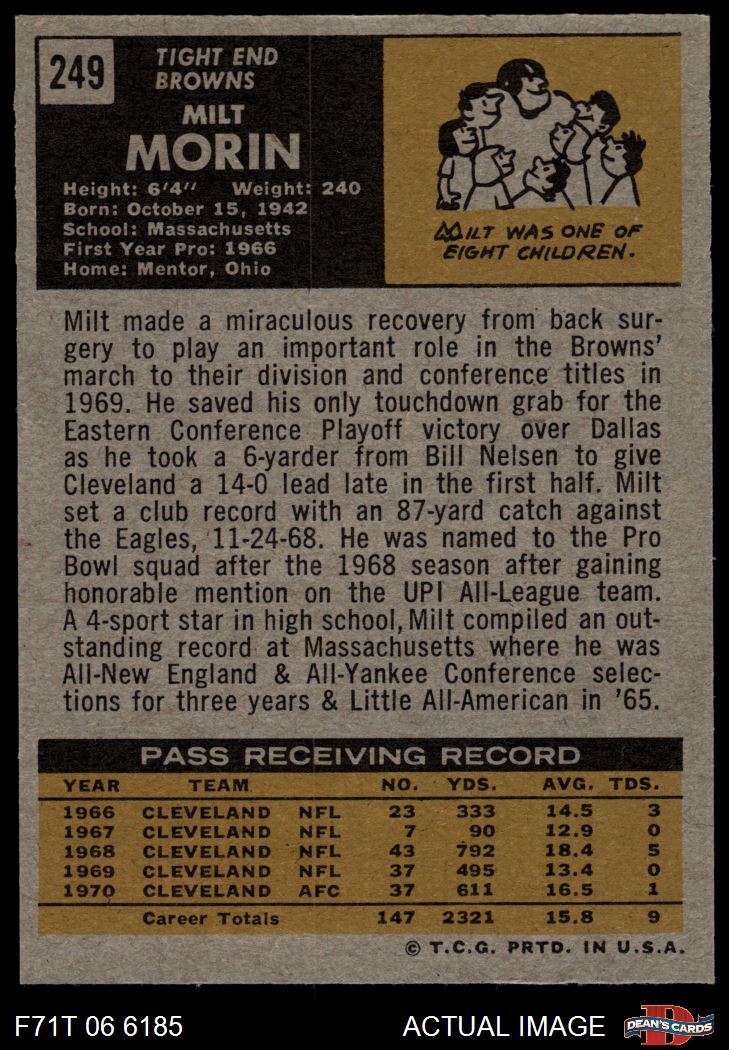 249
TIGHT END
BROWNS
MILT
MORIN
Height: 6'4" Weight: 240
Born: October 15, 1942
School: Massachusetts
First Year Pro: 1966
Home: Mentor, Ohio
MILT WAS ONE OF
EIGHT CHILDREN.
Milt made a miraculous recovery from back sur-
gery to play an important role in the Browns'
march to their division and conference titles in
1969. He saved his only touchdown grab for the
Eastern Conference Playoff victory over Dallas
as he took a 6-yarder from Bill Nelsen to give
Cleveland a 14-0 lead late in the first half. Milt
set a club record with an 87-yard catch against
the Eagles, 11-24-68. He was named to the Pro
Bowl squad after the 1968 season after gaining
honorable mention on the UPI All-League team.
A 4-sport star in high school, Milt compiled an out-
standing record at Massachusetts where he was
All-New England & All-Yankee Conference selec-
tions for three years & Little All-American in '65.
PASS RECEIVING RECORD
YEAR TEAM NO. YDS. AVG. TDS.
1966 CLEVELAND NFL 23 333 14.5 3
1967 CLEVELAND NFL 7 90 12.9 0
1968 CLEVELAND NFL 43 792 18.4 5
1969 CLEVELAND NFL 37 495 13.4 0
1970 CLEVELAND AFC 37 611 16.5 1
Career Totals 147 2321 15.8 9
© T.C.G. PRTD. IN U.S.A.
F71T 06 6185 ACTUAL IMAGE D DEAN'S CARDS